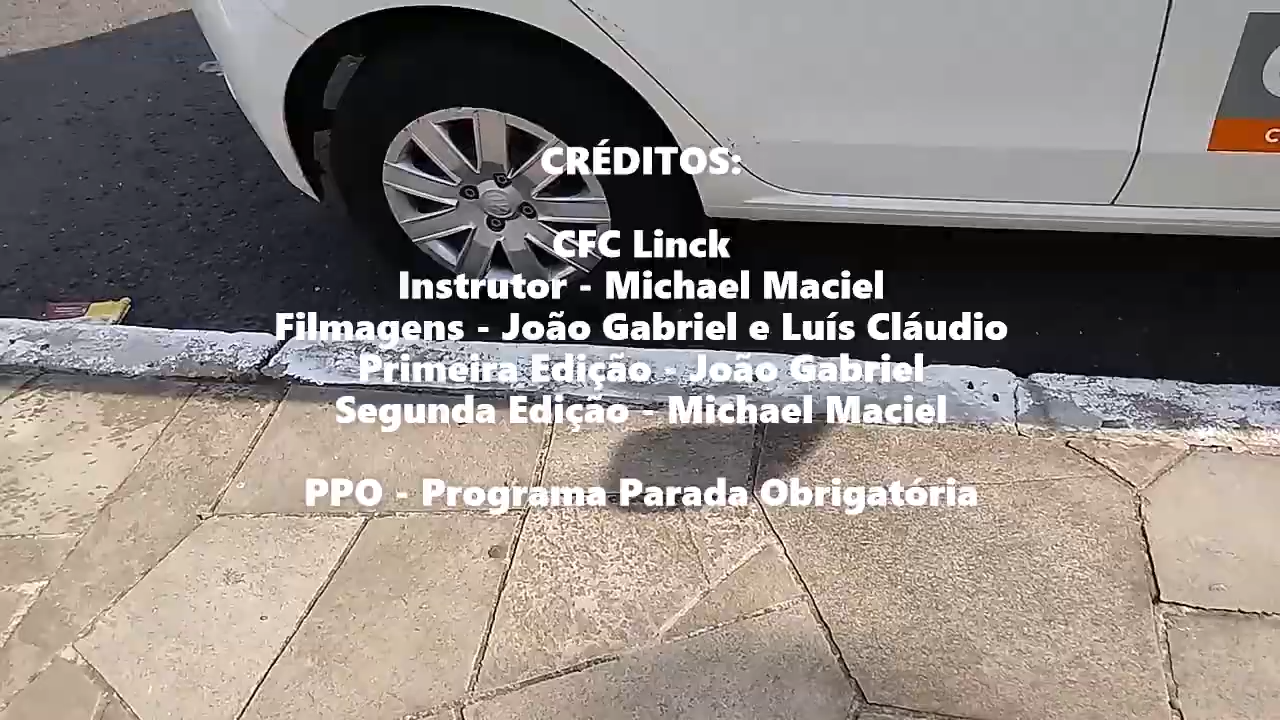 CRÉDITOS:
CFC Linck
Instrutor - Michael Maciel
Filmagens - João Gabriel e Luís Cláudio
Primeira Edição - João Gabriel
Segunda Edição - Michael Maciel
PPO - Programa Parada Obrigatória